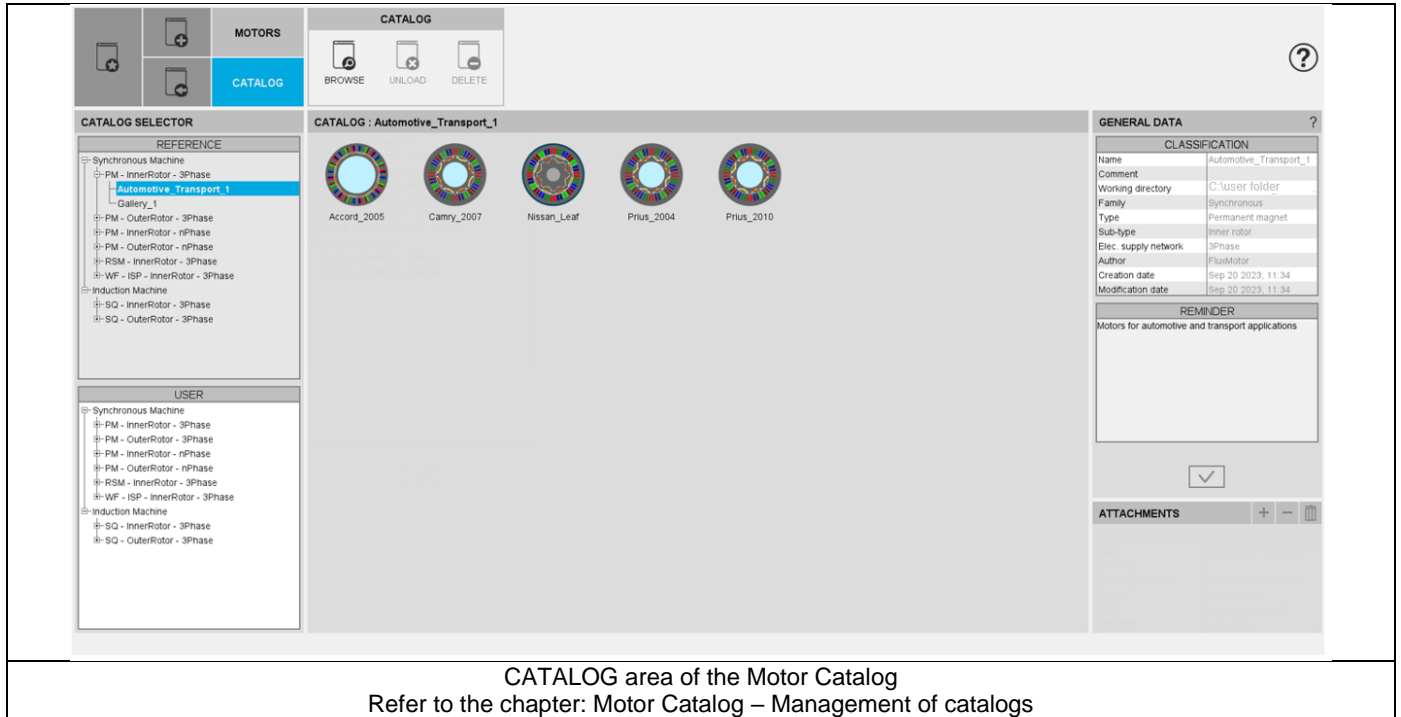 MOTORS
CATALOG
CATALOG
BROWSE
UNLOAD
DELETE
?
CATALOG SELECTOR
REFERENCE
Synchronous Machine
PM - InnerRotor - 3Phase
Automotive_Transport_1
Gallery_1
PM - OuterRotor - 3Phase
PM - InnerRotor - nPhase
PM - OuterRotor - nPhase
RSM - InnerRotor - 3Phase
WF - ISP - InnerRotor - 3Phase
Induction Machine
SQ - InnerRotor - 3Phase
SQ - OuterRotor - 3Phase
USER
Synchronous Machine
PM - InnerRotor - 3Phase
PM - OuterRotor - 3Phase
PM - InnerRotor - nPhase
PM - OuterRotor - nPhase
RSM - InnerRotor - 3Phase
WF - ISP - InnerRotor - 3Phase
Induction Machine
SQ - InnerRotor - 3Phase
SQ - OuterRotor - 3Phase
CATALOG : Automotive_Transport_1
Accord_2005
Camry_2007
Nissan_Leaf
Prius_2004
Prius_2010
GENERAL DATA ?
CLASSIFICATION
Name Automotive_Transport_1
Comment
Working directory C:\user folder
Family Synchronous
Type Permanent magnet
Sub-type Inner rotor
Elec. supply network 3Phase
Author FluxMotor
Creation date Sep 20 2023, 11:34
Modification date Sep 20 2023, 11:34
REMINDER
Motors for automotive and transport applications
ATTACHMENTS
CATALOG area of the Motor Catalog
Refer to the chapter: Motor Catalog – Management of catalogs